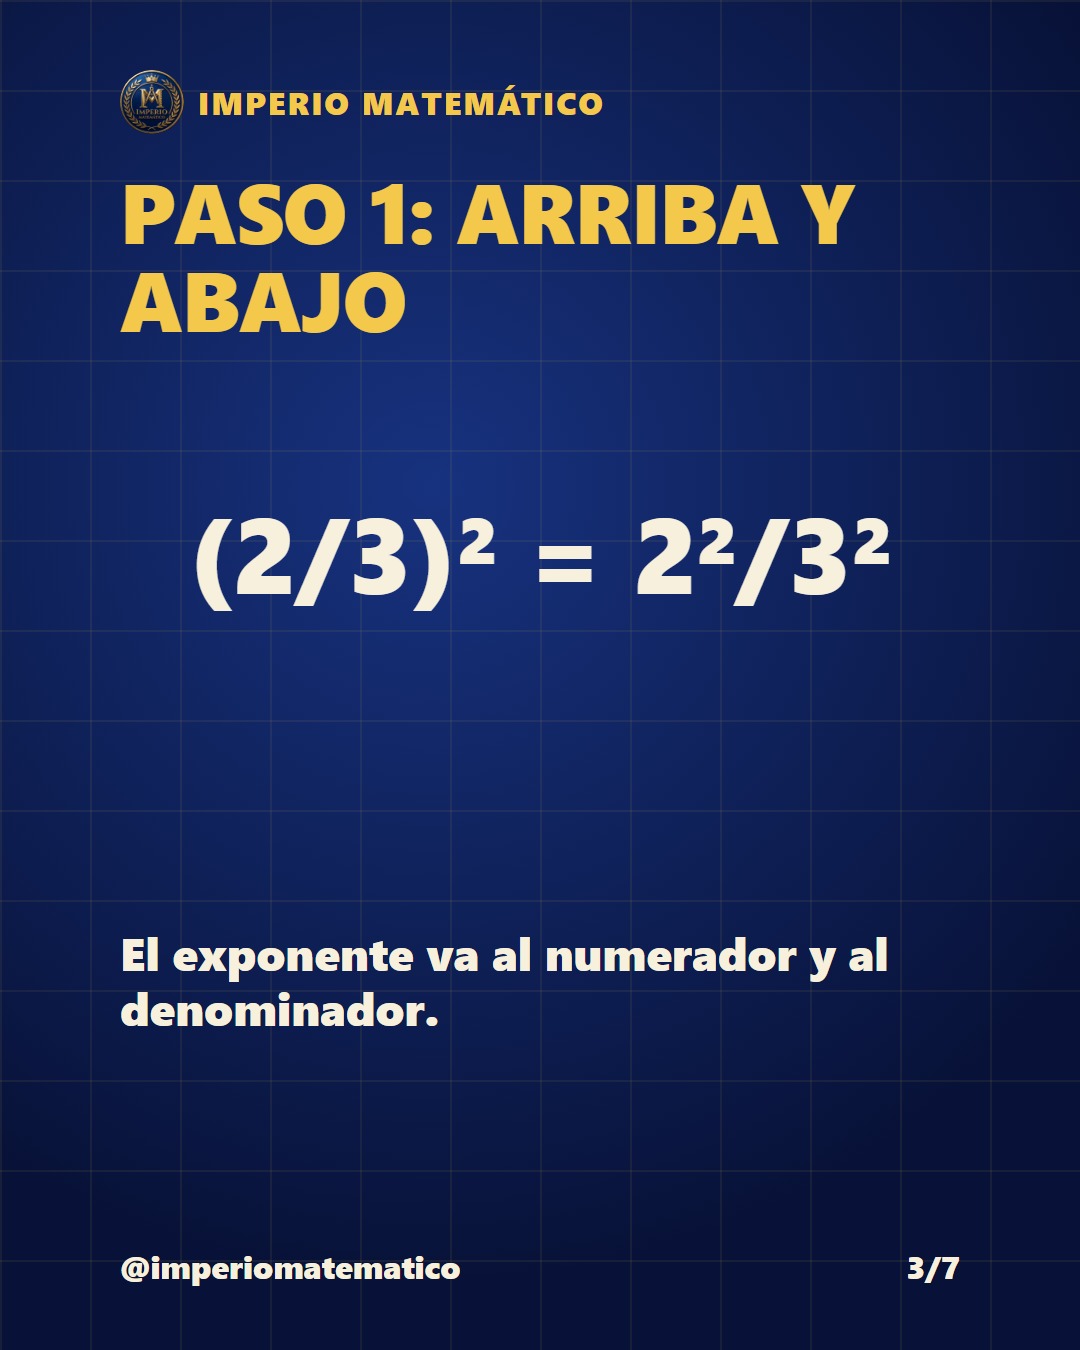 IMPERIO MATEMÁTICO
PASO 1: ARRIBA Y
ABAJO
(2/3)² = 2²/3²
El exponente va al numerador y al
denominador.
@imperiomatematico
3/7